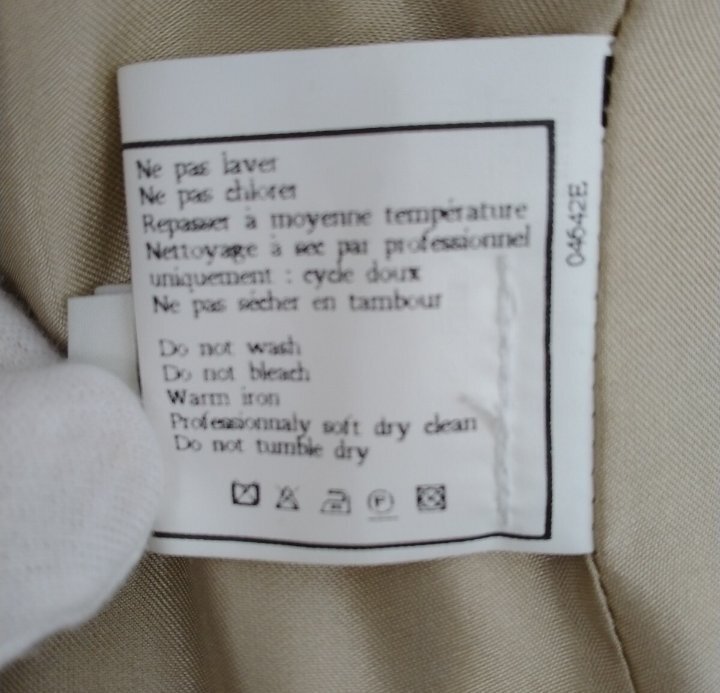 Ne pas laver
Ne pas chlorer
Repasser à moyenne température
Nettoyage à sec par professionnel
uniquement : cycle doux
Ne pas sécher en tambour
Do not wash
Do not bleach
Warm iron
Professionnaly soft dry clean
Do not tumble dry
F
04642E